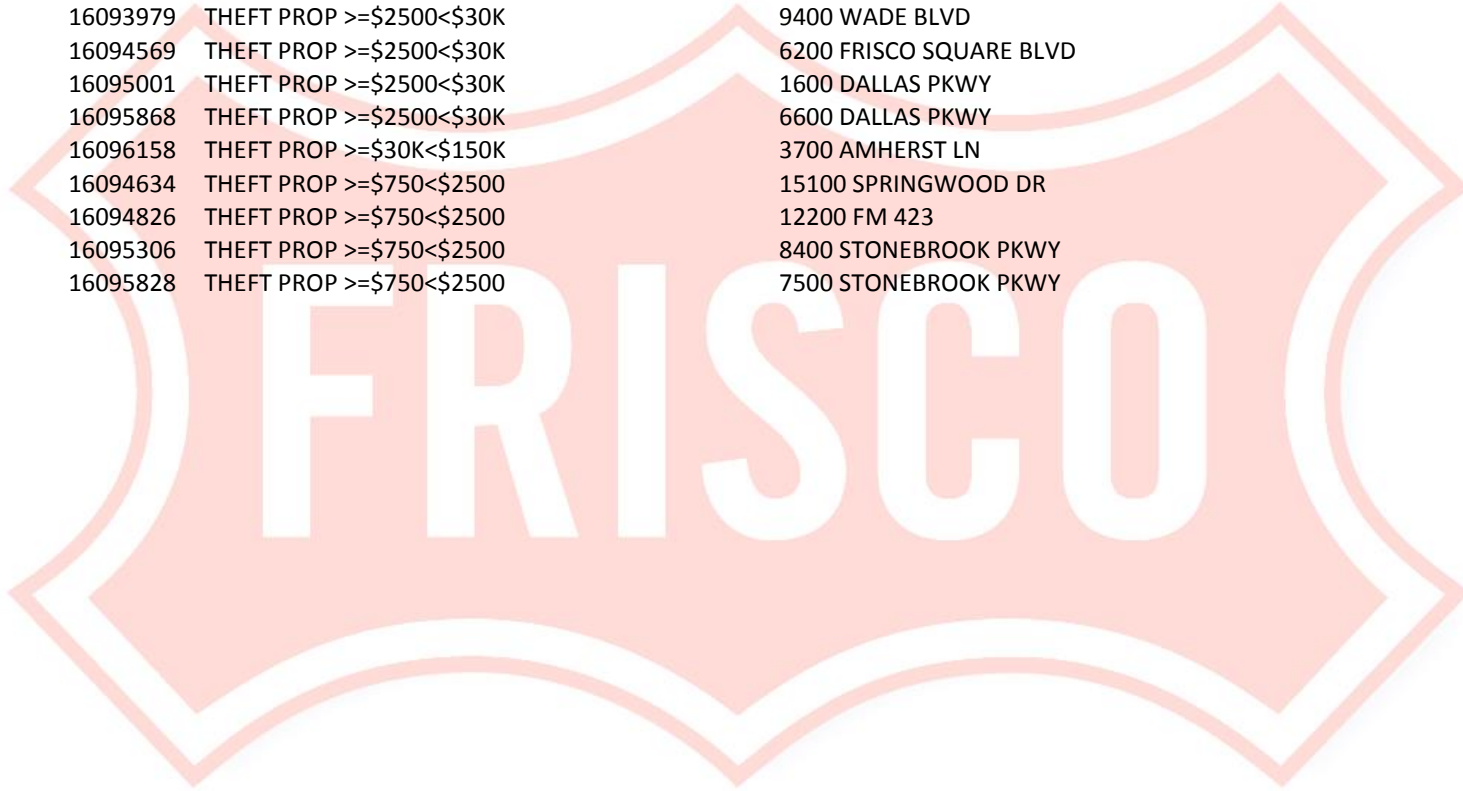 16093979 THEFT PROP >=$2500<$30K 9400 WADE BLVD
16094569 THEFT PROP >=$2500<$30K 6200 FRISCO SQUARE BLVD
16095001 THEFT PROP >=$2500<$30K 1600 DALLAS PKWY
16095868 THEFT PROP >=$2500<$30K 6600 DALLAS PKWY
16096158 THEFT PROP >=$30K<$150K 3700 AMHERST LN
16094634 THEFT PROP >=$750<$2500 15100 SPRINGWOOD DR
16094826 THEFT PROP >=$750<$2500 12200 FM 423
16095306 THEFT PROP >=$750<$2500 8400 STONEBROOK PKWY
16095828 THEFT PROP >=$750<$2500 7500 STONEBROOK PKWY
FRISCO